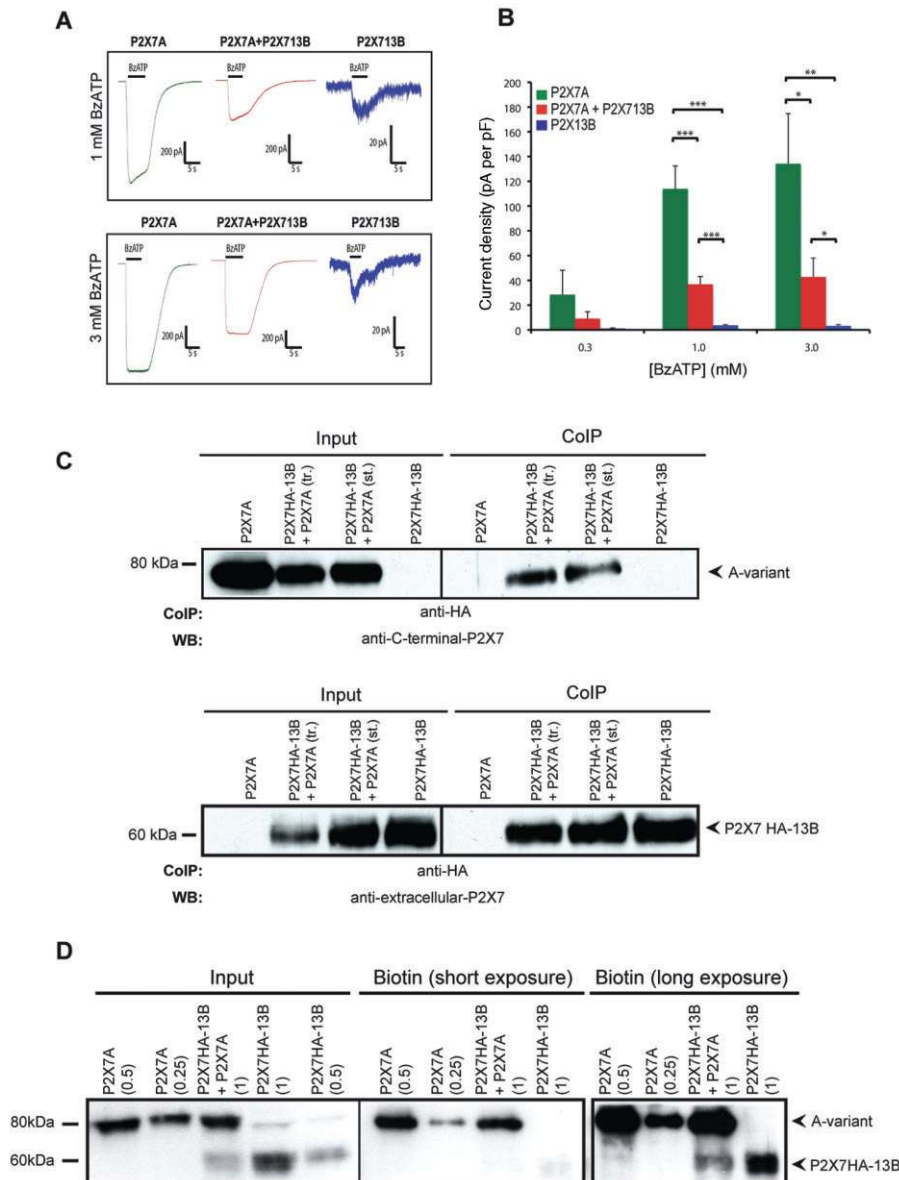 A
P2X7A P2X7A+P2X713B P2X713B
BzATP BzATP BzATP
1 mM BzATP
200 pA 5 s 200 pA 5 s 20 pA 5 s
P2X7A P2X7A+P2X713B P2X713B
BzATP BzATP BzATP
3 mM BzATP
200 pA 5 s 200 pA 5 s 20 pA 5 s
B
Current density (pA per pF)
200
180
160
140
120
100
80
60
40
20
0
P2X7A
P2X7A + P2X713B
P2X13B
*** *** ***
** * *
0.3 1.0 3.0
[BzATP] (mM)
C
Input CoIP
P2X7A
P2X7HA-13B
+ P2X7A (tr.)
P2X7HA-13B
+ P2X7A (st.)
P2X7HA-13B
P2X7A
P2X7HA-13B
+ P2X7A (tr.)
P2X7HA-13B
+ P2X7A (st.)
P2X7HA-13B
80 kDa
A-variant
CoIP: anti-HA
WB: anti-C-terminal-P2X7
Input CoIP
P2X7A
P2X7HA-13B
+ P2X7A (tr.)
P2X7HA-13B
+ P2X7A (st.)
P2X7HA-13B
P2X7A
P2X7HA-13B
+ P2X7A (tr.)
P2X7HA-13B
+ P2X7A (st.)
P2X7HA-13B
60 kDa
P2X7 HA-13B
CoIP: anti-HA
WB: anti-extracellular-P2X7
D
Input Biotin (short exposure) Biotin (long exposure)
P2X7A
(0.5)
P2X7A
(0.25)
P2X7HA-13B
+ P2X7A
(1)
P2X7HA-13B
(1)
P2X7HA-13B
(0.5)
P2X7A
(0.5)
P2X7A
(0.25)
P2X7HA-13B
+ P2X7A
(1)
P2X7HA-13B
(1)
P2X7A
(0.5)
P2X7A
(0.25)
P2X7HA-13B
+ P2X7A
(1)
P2X7HA-13B
(1)
80kDa
A-variant
60kDa
P2X7HA-13B